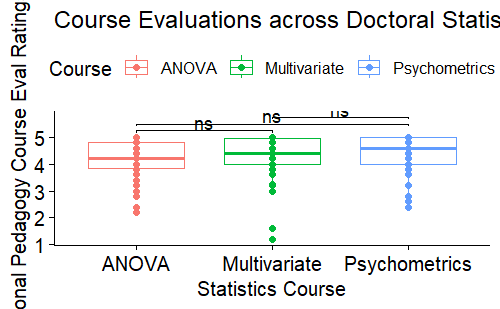 Course Evaluations across Doctoral Statis
Course ANOVA Multivariate Psychometrics
onal Pedagogy Course Eval Rating
ns
ns
ns
5
4
3
2
1
ANOVA Multivariate Psychometrics
Statistics Course